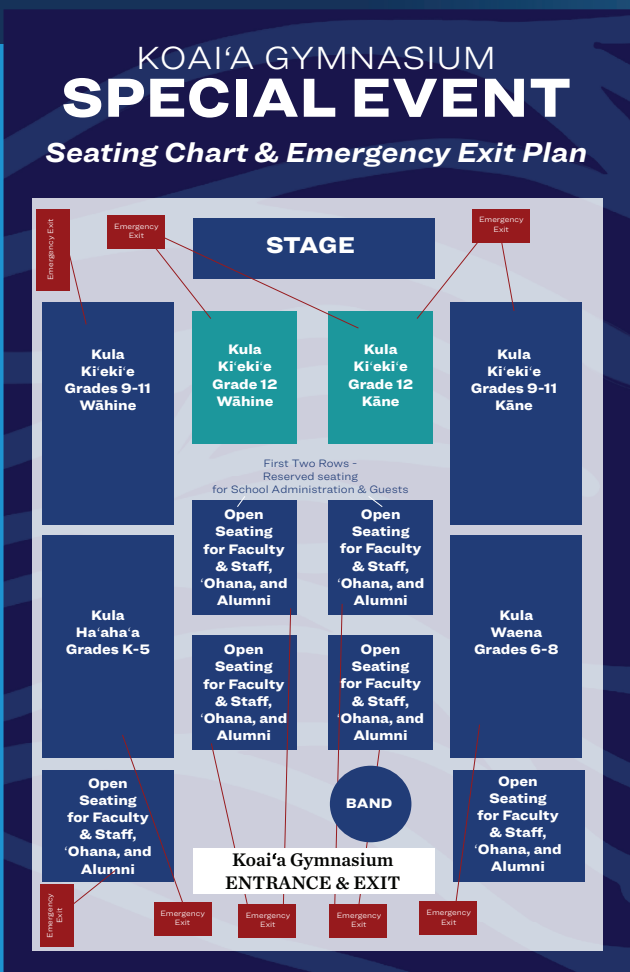 KOAIʻA GYMNASIUM
SPECIAL EVENT
Seating Chart & Emergency Exit Plan
Emergency Exit
Emergency
Exit
STAGE
Emergency
Exit
Kula
Kiʻekiʻe
Grades 9-11
Wāhine
Kula
Kiʻekiʻe
Grade 12
Wāhine
Kula
Kiʻekiʻe
Grade 12
Kāne
Kula
Kiʻekiʻe
Grades 9-11
Kāne
First Two Rows -
Reserved seating
for School Administration & Guests
Open
Seating
for Faculty
& Staff,
ʻOhana, and
Alumni
Open
Seating
for Faculty
& Staff,
ʻOhana, and
Alumni
Kula
Haʻahaʻa
Grades K-5
Open
Seating
for Faculty
& Staff,
ʻOhana, and
Alumni
Open
Seating
for Faculty
& Staff,
ʻOhana, and
Alumni
Kula
Waena
Grades 6-8
Open
Seating
for Faculty
& Staff,
ʻOhana, and
Alumni
BAND
Open
Seating
for Faculty
& Staff,
ʻOhana, and
Alumni
Koaiʻa Gymnasium
ENTRANCE & EXIT
Emergency
Exit
Emergency
Exit
Emergency
Exit
Emergency
Exit
Emergency
Exit